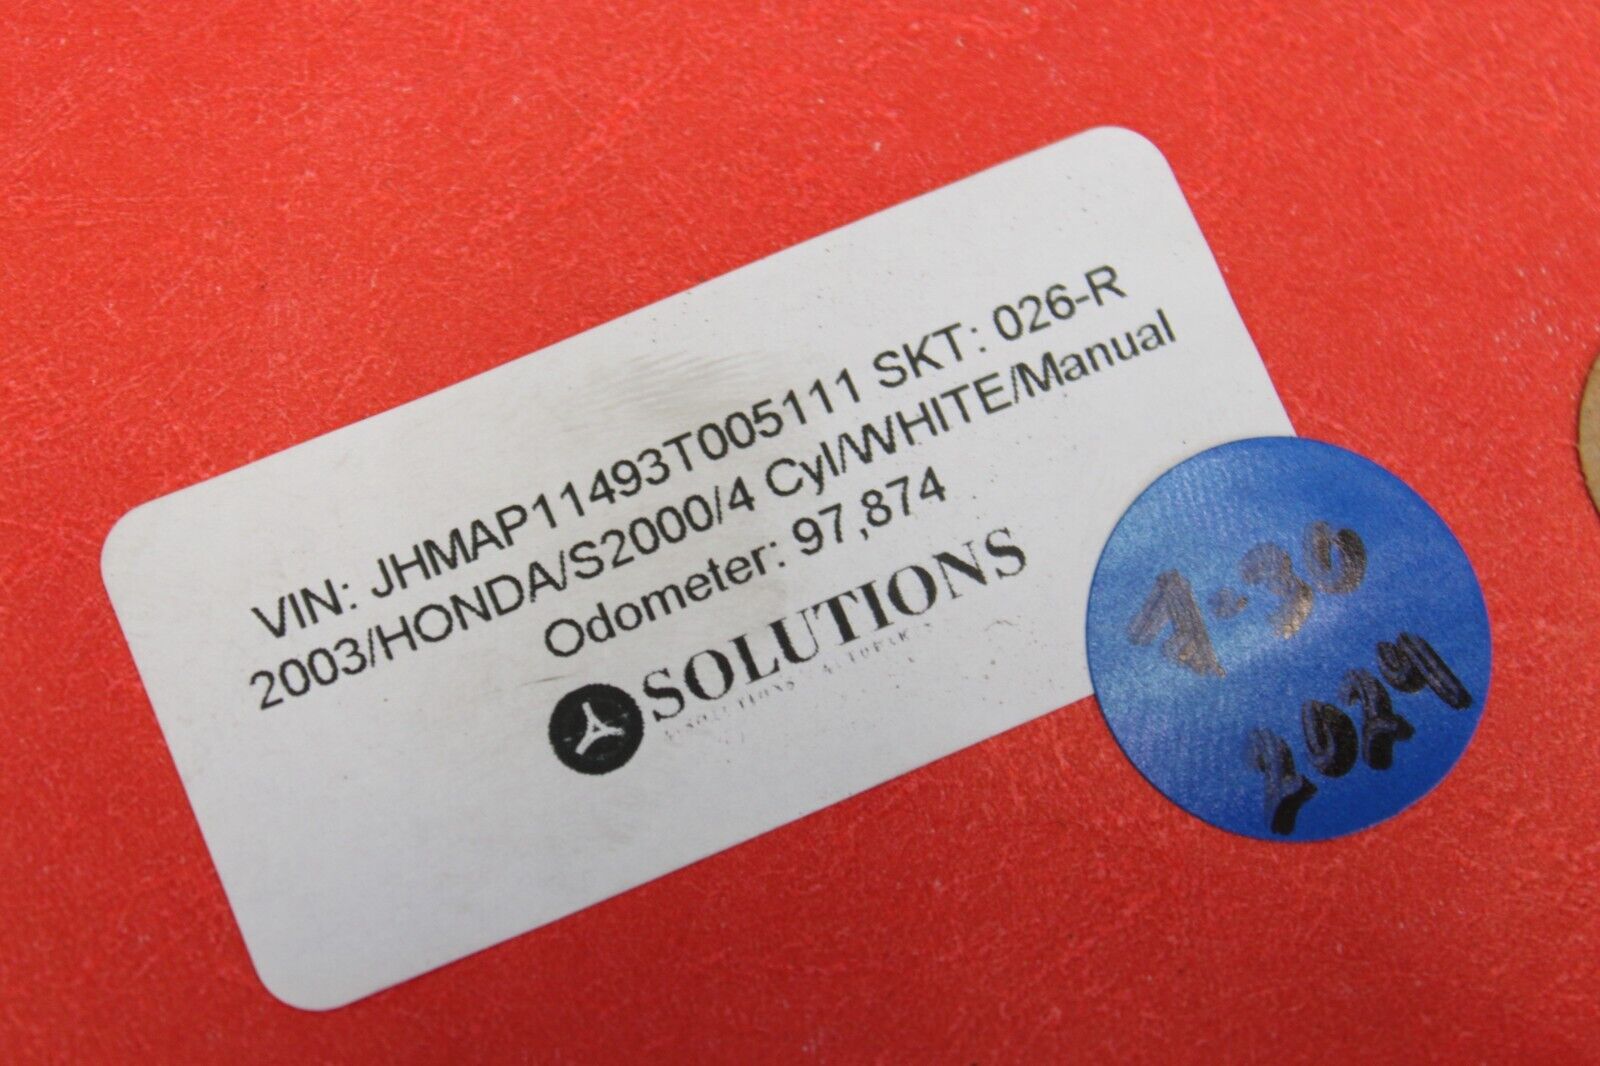 VIN: JHMAP11493T005111 SKT: 026-R
2003/HONDA/S2000/4 Cyl/WHITE/Manual
Odometer: 97,874
SOLUTIONS
7-30
2024